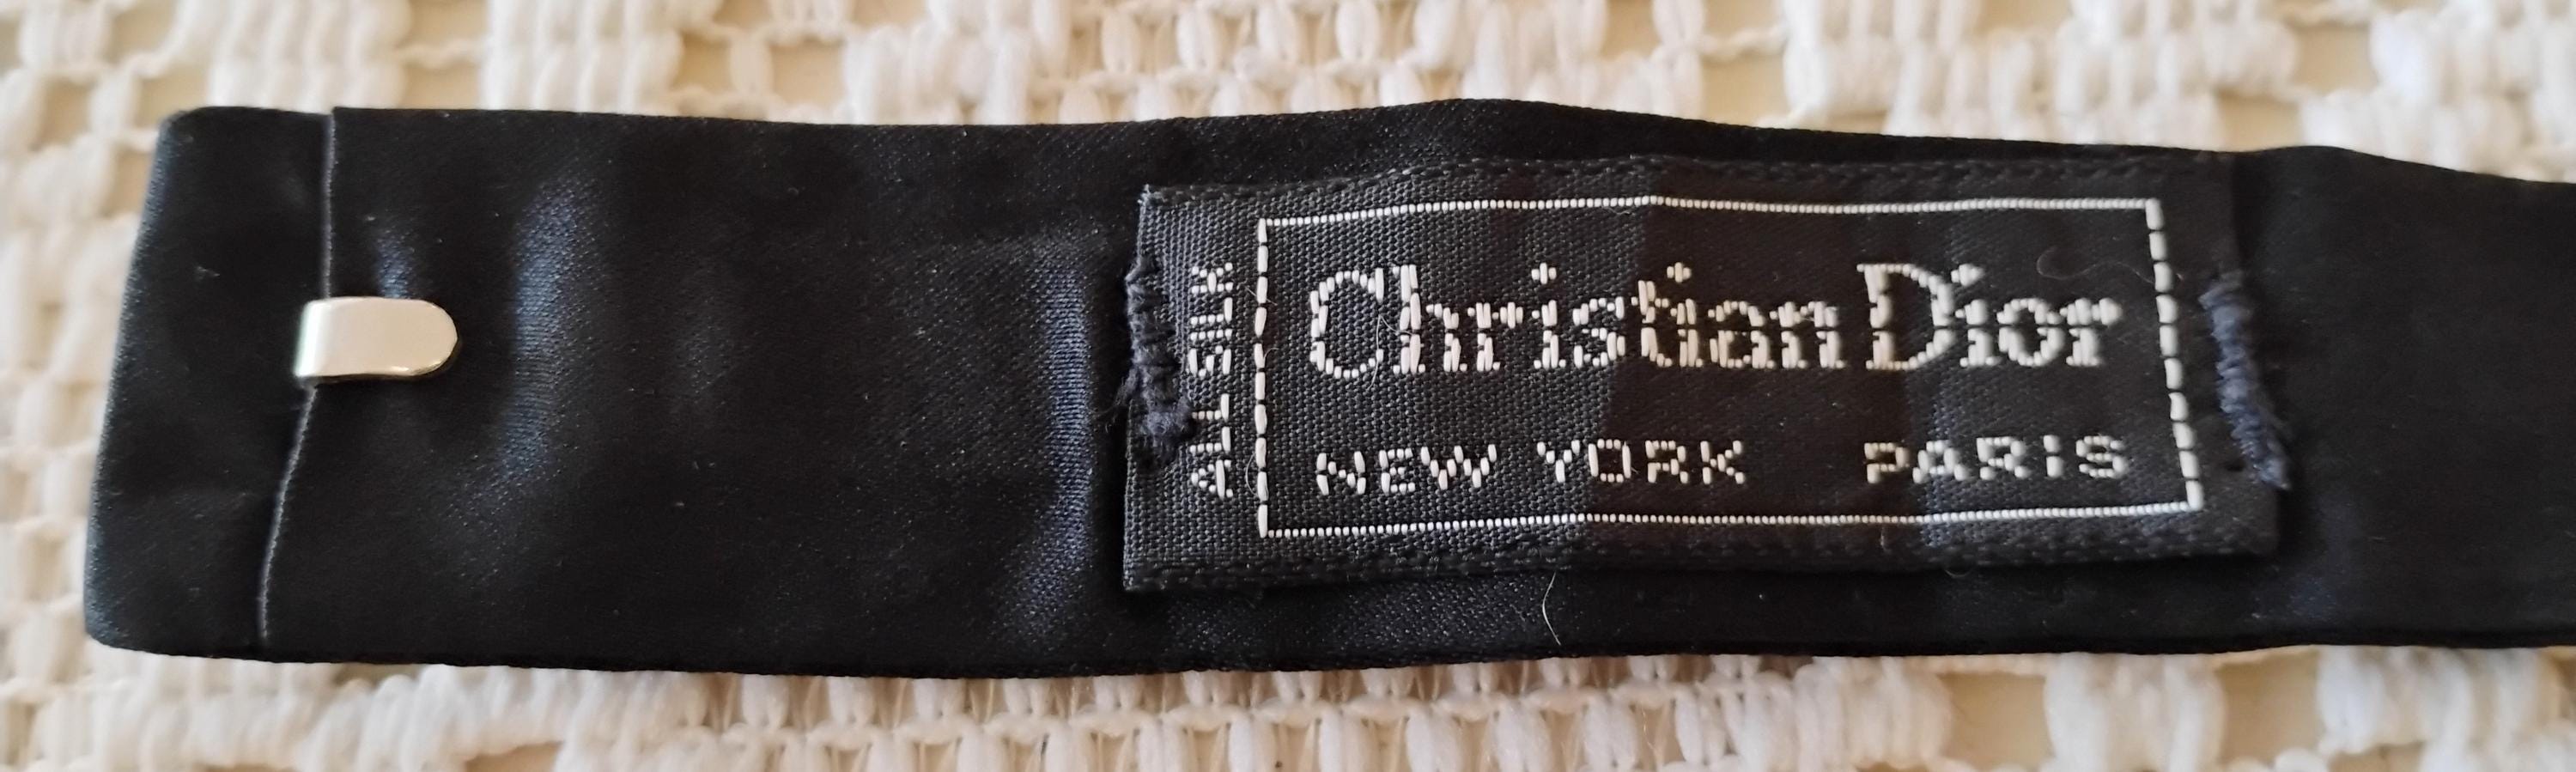 ALL SILK
Christian Dior
NEW YORK PARIS